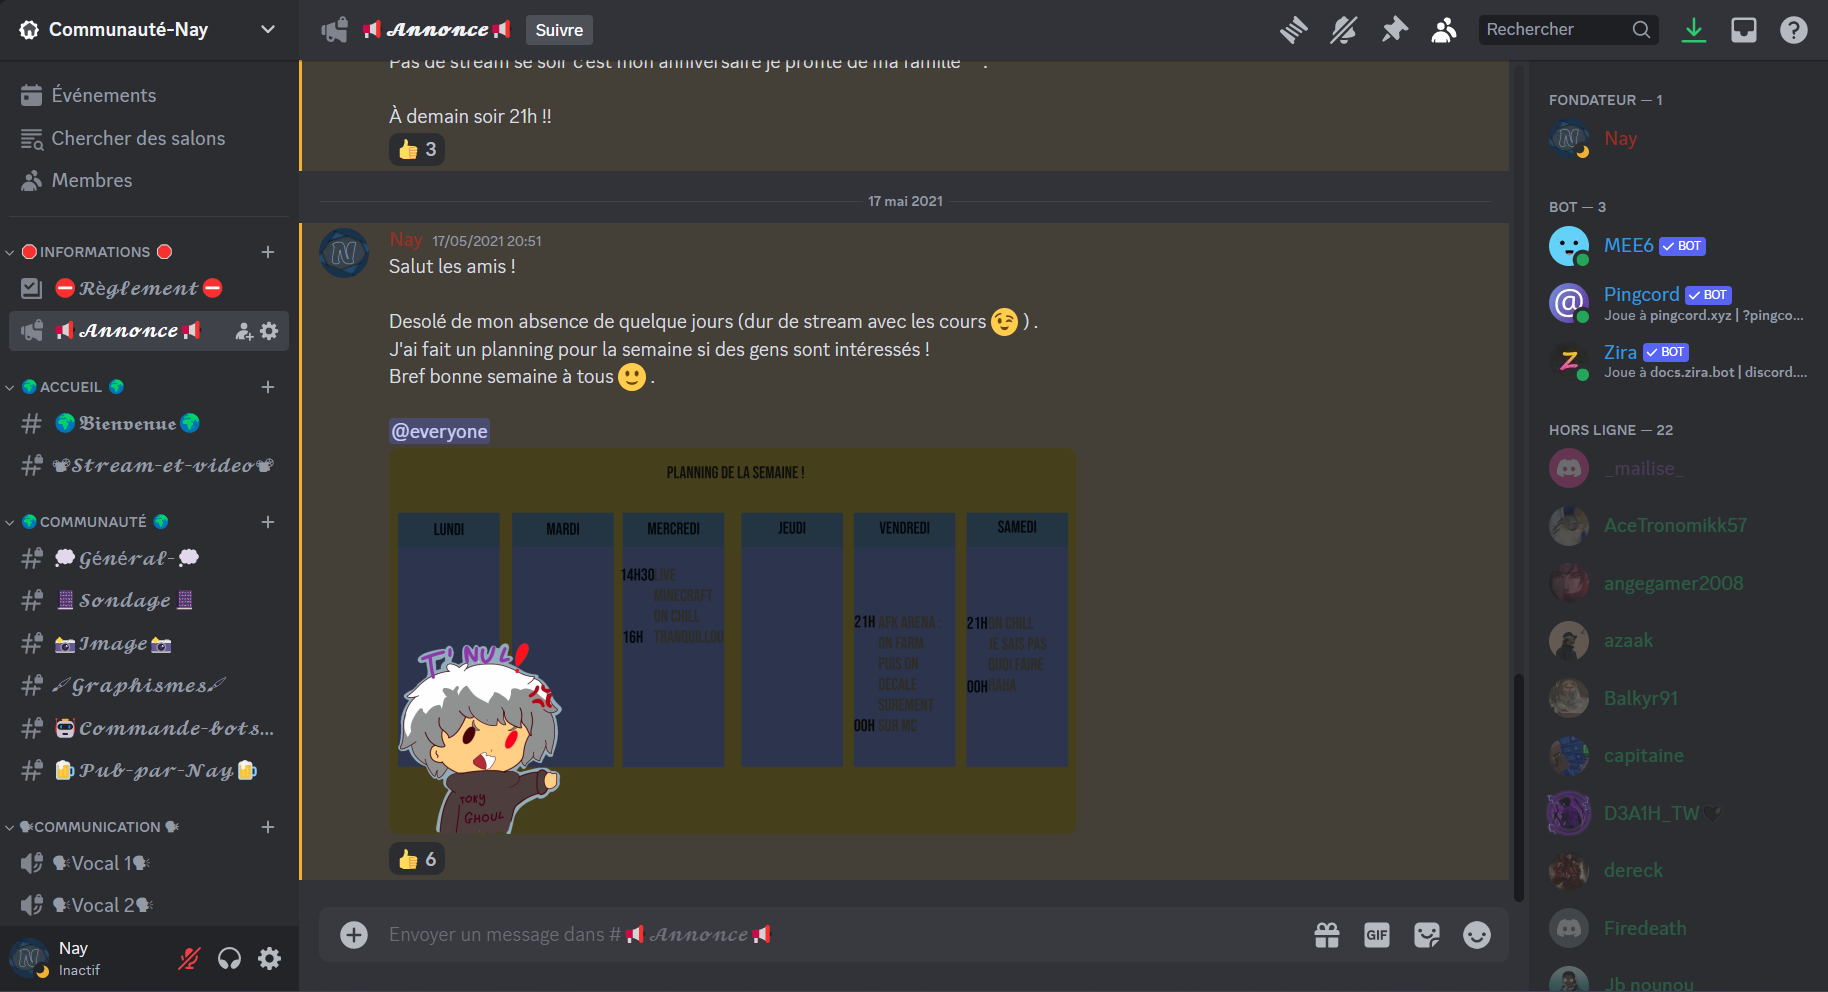 Communauté-Nay
Événements
Chercher des salons
Membres
INFORMATIONS
Règlement
Annonce
ACCUEIL
Bienvenue
Stream-et-video
COMMUNAUTÉ
Général-
Sondage
Image
Graphismes
Commande-bots...
Pub-par-Nay
COMMUNICATION
Vocal 1
Vocal 2
Nay
Inactif
Annonce
Suivre
Rechercher
Pas de stream se soir c'est mon anniversaire je profite de ma famille .
À demain soir 21h !!
👍 3
17 mai 2021
Nay 17/05/2021 20:51
Salut les amis !
Desolé de mon absence de quelque jours (dur de stream avec les cours 😉 ) .
J'ai fait un planning pour la semaine si des gens sont intéressés !
Bref bonne semaine à tous 🙂 .
@everyone
PLANNING DE LA SEMAINE !
LUNDI
MARDI
MERCREDI
14H30 LIVE
MINECRAFT
ON CHILL
16H TRANQUILLOU
JEUDI
VENDREDI
21H AFK ARENA :
ON FARM
PUIS ON
DECALE
SUREMENT
00H SUR MC
SAMEDI
21H ON CHILL
JE SAIS PAS
QUOI FAIRE
00H HAHA
T'NUL!
TOKY
GHOUL
👍 6
Envoyer un message dans # Annonce
GIF
FONDATEUR — 1
Nay
BOT — 3
MEE6 BOT
Pingcord BOT
Joue à pingcord.xyz | ?pingco...
Zira BOT
Joue à docs.zira.bot | discord....
HORS LIGNE — 22
_mailise_
AceTronomikk57
angegamer2008
azaak
Balkyr91
capitaine
D3A1H_TW🖤
dereck
Firedeath
Jb nounou